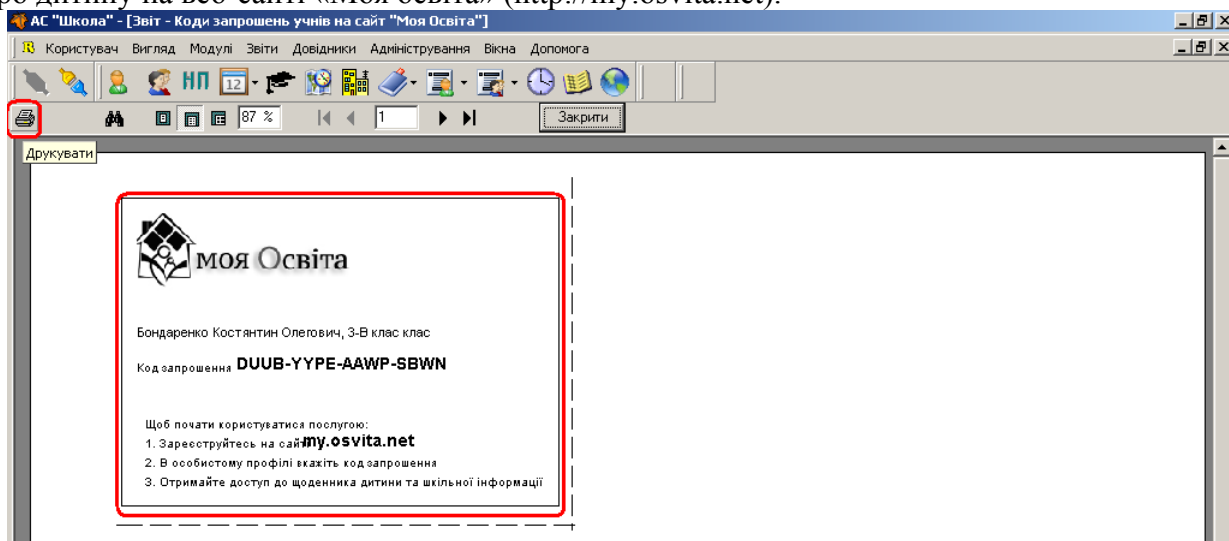 ро дитину на веб-сайті «Моя освіта» (http://my.osvita.net).
АС "Школа" - [Звіт - Коди запрошень учнів на сайт "Моя Освіта"]
Користувач Вигляд Модулі Звіти Довідники Адміністрування Вікна Допомога
НП 12
87 % 1 Закрити
Друкувати
моя Освіта
Бондаренко Костянтин Олегович, 3-В клас клас
Код запрошення DUUB-YYPE-AAWP-SBWN
Щоб почати користуватися послугою:
1. Зареєструйтесь на сайті my.osvita.net
2. В особистому профілі вкажіть код запрошення
3. Отримайте доступ до щоденника дитини та шкільної інформації